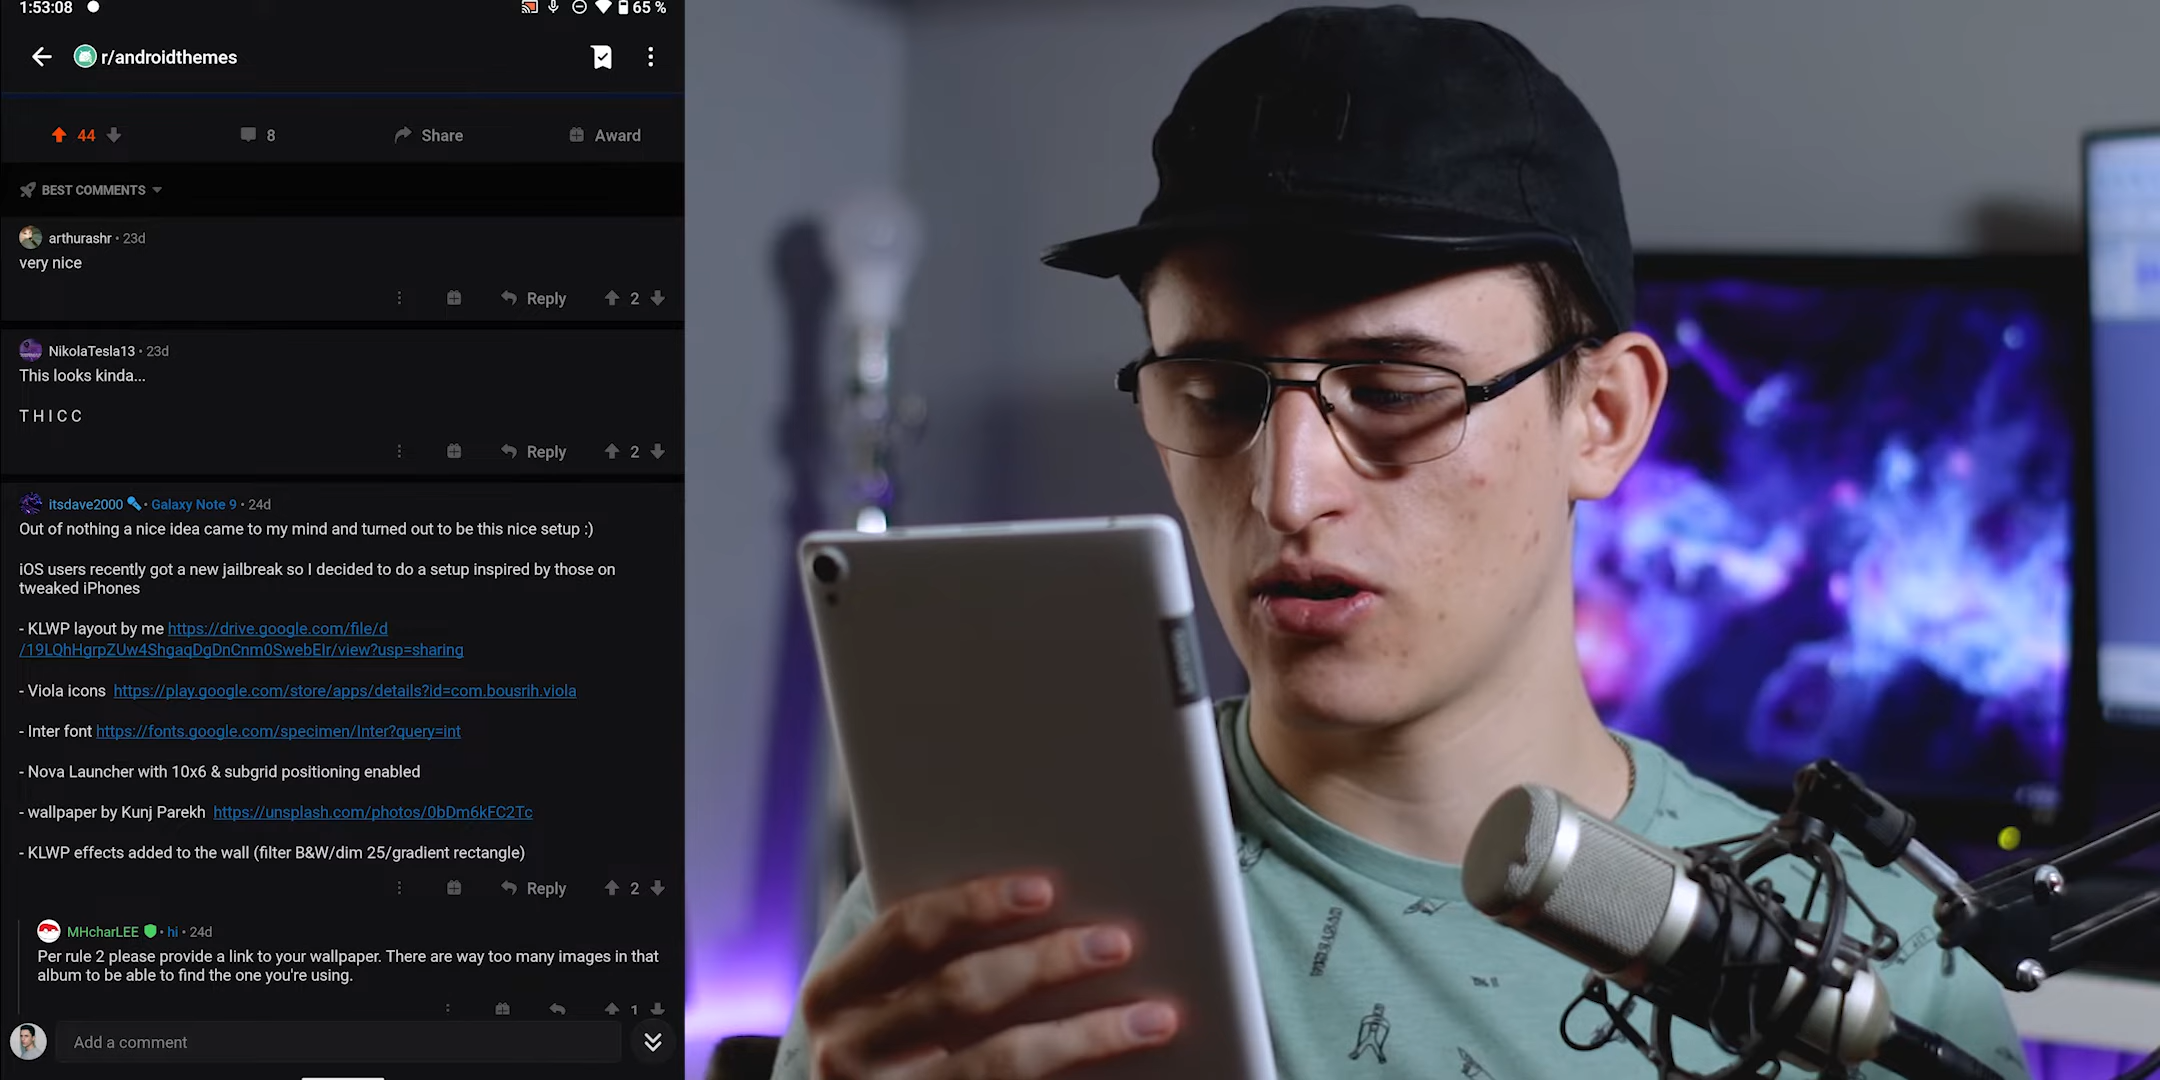 1:53:08 65 %
r/androidthemes
44 8 Share Award
BEST COMMENTS
arthurashr • 23d
very nice
Reply 2
NikolaTesla13 • 23d
This looks kinda...
T H I C C
Reply 2
itsdave2000 • Galaxy Note 9 • 24d
Out of nothing a nice idea came to my mind and turned out to be this nice setup :)
iOS users recently got a new jailbreak so I decided to do a setup inspired by those on
tweaked iPhones
- KLWP layout by me https://drive.google.com/file/d
/19LQhHgrpZUw4ShgaqDgDnCnm0SwebEIr/view?usp=sharing
- Viola icons https://play.google.com/store/apps/details?id=com.bousrih.viola
- Inter font https://fonts.google.com/specimen/Inter?query=int
- Nova Launcher with 10x6 & subgrid positioning enabled
- wallpaper by Kunj Parekh https://unsplash.com/photos/0bDm6kFC2Tc
- KLWP effects added to the wall (filter B&W/dim 25/gradient rectangle)
Reply 2
MHcharLEE • hi • 24d
Per rule 2 please provide a link to your wallpaper. There are way too many images in that
album to be able to find the one you're using.
1
Add a comment